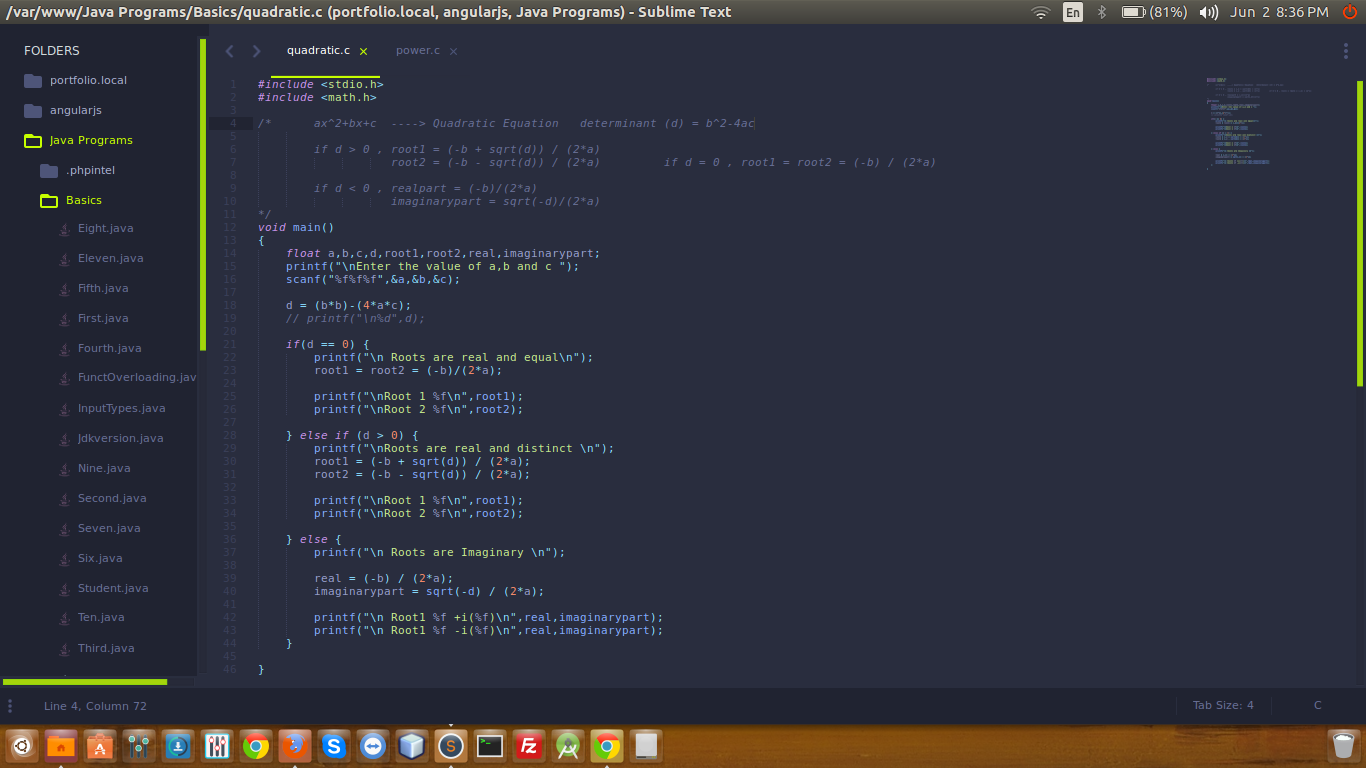 /var/www/Java Programs/Basics/quadratic.c (portfolio.local, angularjs, Java Programs) - Sublime Text
En
(81%)
Jun 2 8:36 PM
FOLDERS
portfolio.local
angularjs
Java Programs
.phpintel
Basics
Eight.java
Eleven.java
Fifth.java
First.java
Fourth.java
FunctOverloading.jav
InputTypes.java
Jdkversion.java
Nine.java
Second.java
Seven.java
Six.java
Student.java
Ten.java
Third.java
quadratic.c ×
power.c ×
1 #include <stdio.h>
2 #include <math.h>
3
4 /* ax^2+bx+c ----> Quadratic Equation determinant (d) = b^2-4ac
5
6 if d > 0 , root1 = (-b + sqrt(d)) / (2*a)
7 root2 = (-b - sqrt(d)) / (2*a) if d = 0 , root1 = root2 = (-b) / (2*a)
8
9 if d < 0 , realpart = (-b)/(2*a)
10 imaginarypart = sqrt(-d)/(2*a)
11 */
12 void main()
13 {
14 float a,b,c,d,root1,root2,real,imaginarypart;
15 printf("\nEnter the value of a,b and c ");
16 scanf("%f%f%f",&a,&b,&c);
17
18 d = (b*b)-(4*a*c);
19 // printf("\n%d",d);
20
21 if(d == 0) {
22 printf("\n Roots are real and equal\n");
23 root1 = root2 = (-b)/(2*a);
24
25 printf("\nRoot 1 %f\n",root1);
26 printf("\nRoot 2 %f\n",root2);
27
28 } else if (d > 0) {
29 printf("\nRoots are real and distinct \n");
30 root1 = (-b + sqrt(d)) / (2*a);
31 root2 = (-b - sqrt(d)) / (2*a);
32
33 printf("\nRoot 1 %f\n",root1);
34 printf("\nRoot 2 %f\n",root2);
35
36 } else {
37 printf("\n Roots are Imaginary \n");
38
39 real = (-b) / (2*a);
40 imaginarypart = sqrt(-d) / (2*a);
41
42 printf("\n Root1 %f +i(%f)\n",real,imaginarypart);
43 printf("\n Root1 %f -i(%f)\n",real,imaginarypart);
44 }
45
46 }
Line 4, Column 72
Tab Size: 4
C